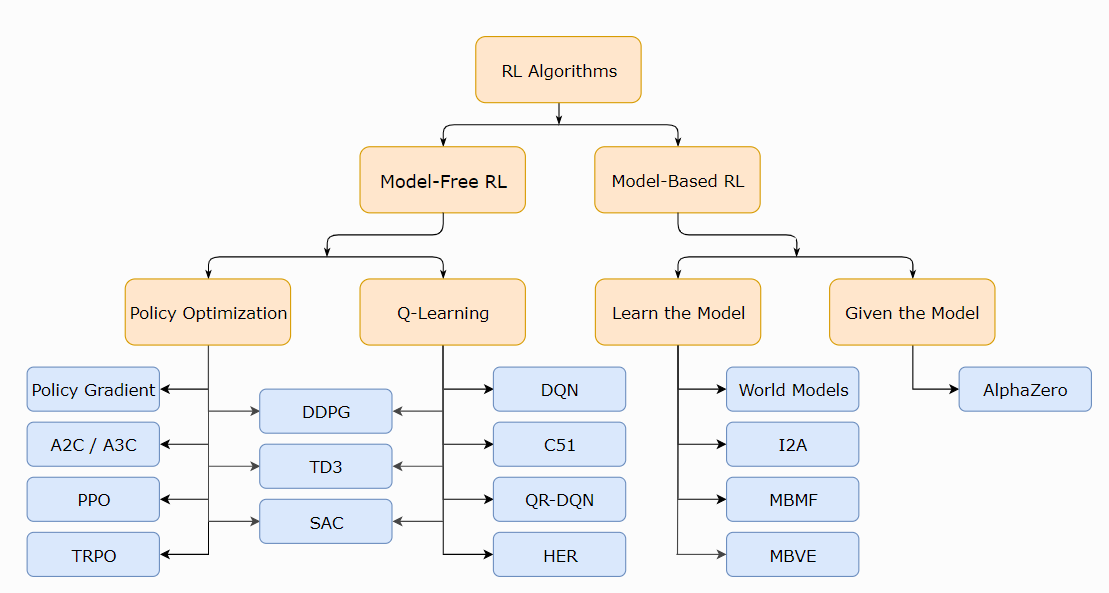 RL Algorithms
Model-Free RL
Model-Based RL
Policy Optimization
Q-Learning
Learn the Model
Given the Model
Policy Gradient
A2C / A3C
PPO
TRPO
DDPG
TD3
SAC
DQN
C51
QR-DQN
HER
World Models
I2A
MBMF
MBVE
AlphaZero